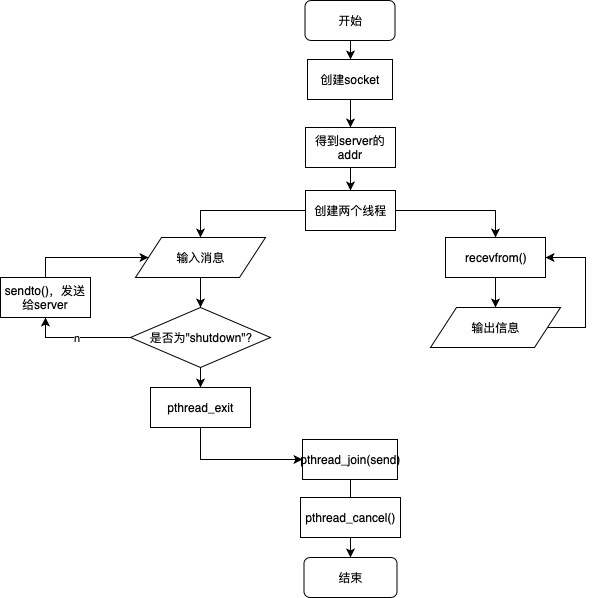 开始
创建socket
得到server的
addr
创建两个线程
输入消息
recevfrom()
sendto()，发送
给server
输出信息
是否为"shutdown"?
n
pthread_exit
pthread_join(send)
pthread_cancel()
结束